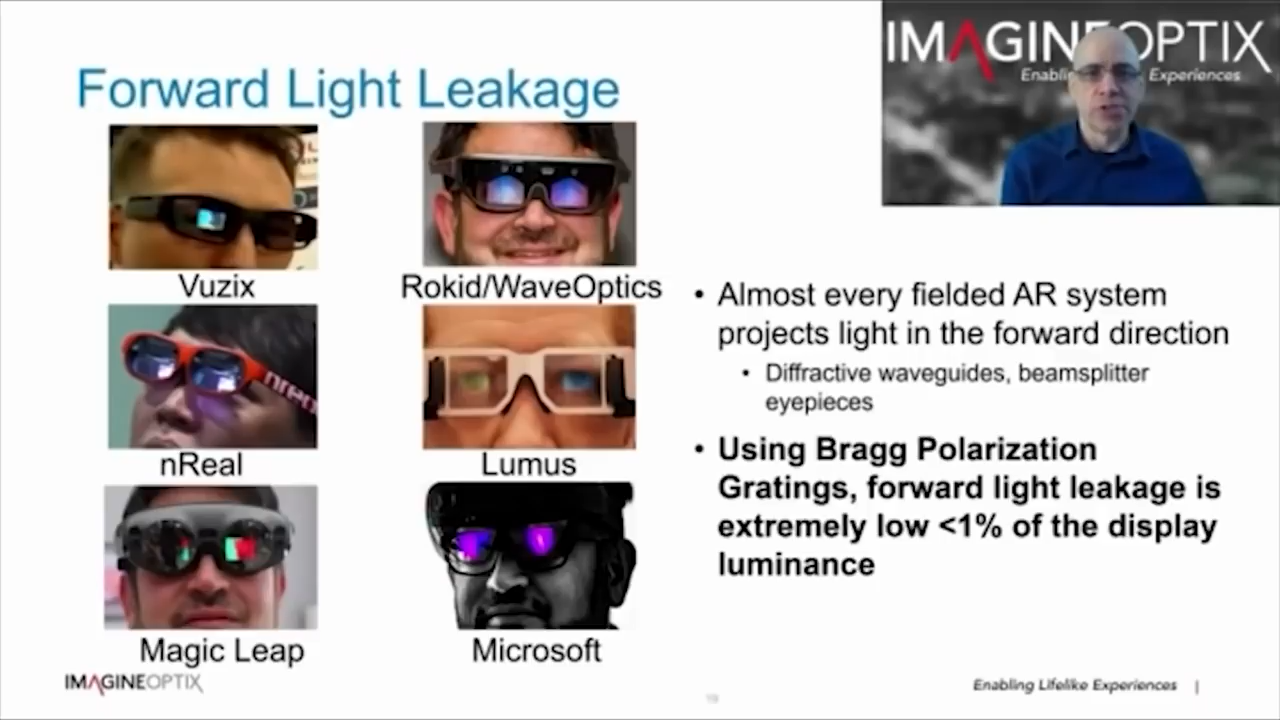 IMAGINEOPTIX
Experiences
Forward Light Leakage
Vuzix
Rokid/WaveOptics
nReal
Lumus
Magic Leap
Microsoft
• Almost every fielded AR system
projects light in the forward direction
• Diffractive waveguides, beamsplitter
eyepieces
• Using Bragg Polarization
Gratings, forward light leakage is
extremely low <1% of the display
luminance
IMAGINEOPTIX
Enabling Lifelike Experiences |